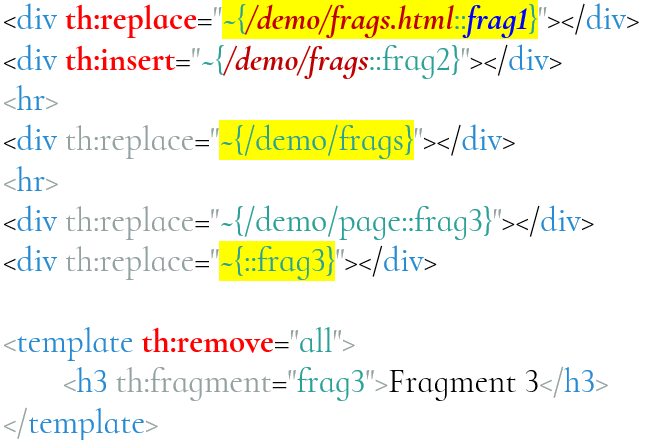 <div th:replace="~{/demo/frags.html::frag1}"></div>
<div th:insert="~{/demo/frags::frag2}"></div>
<hr>
<div th:replace="~{/demo/frags}"></div>
<hr>
<div th:replace="~{/demo/page::frag3}"></div>
<div th:replace="~{::frag3}"></div>
<template th:remove="all">
<h3 th:fragment="frag3">Fragment 3</h3>
</template>